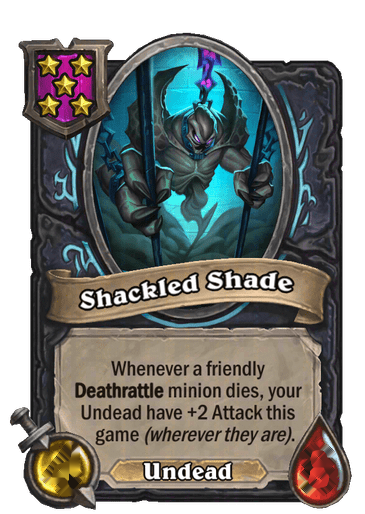 Shackled Shade
Whenever a friendly
Deathrattle minion dies, your
Undead have +2 Attack this
game (wherever they are).
Undead